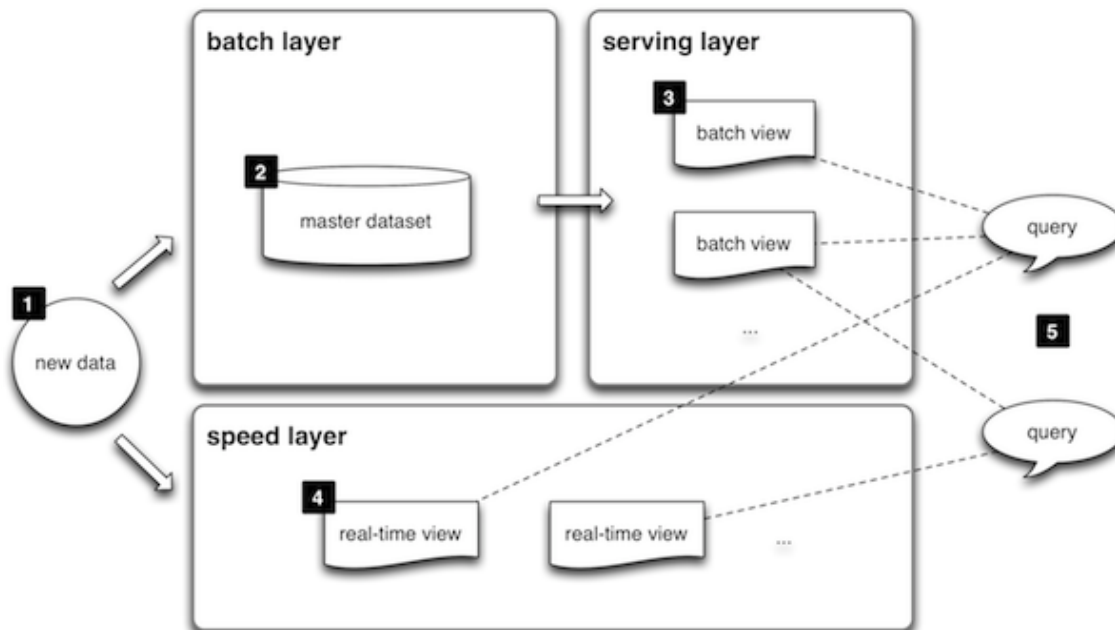 batch layer
serving layer
3
batch view
2
master dataset
batch view
query
1
new data
...
5
speed layer
query
4
real-time view
real-time view
...